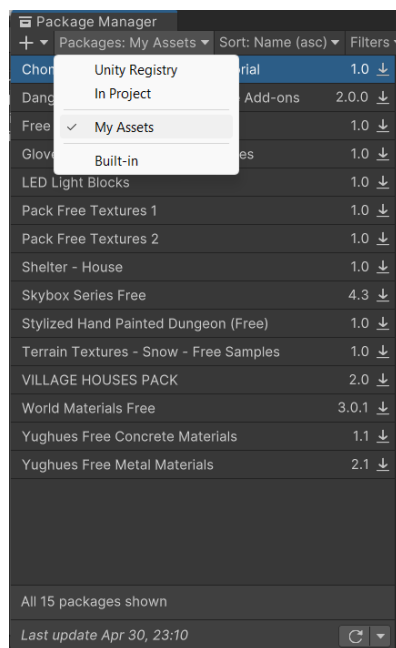 Package Manager
+ Packages: My Assets Sort: Name (asc) Filters
Unity Registry
In Project
✓ My Assets
Built-in
rial 1.0
Add-ons 2.0.0
Free 1.0
es 1.0
LED Light Blocks 1.0
Pack Free Textures 1 1.0
Pack Free Textures 2 1.0
Shelter - House 1.0
Skybox Series Free 4.3
Stylized Hand Painted Dungeon (Free) 1.0
Terrain Textures - Snow - Free Samples 1.0
VILLAGE HOUSES PACK 2.0
World Materials Free 3.0.1
Yughues Free Concrete Materials 1.1
Yughues Free Metal Materials 2.1
All 15 packages shown
Last update Apr 30, 23:10